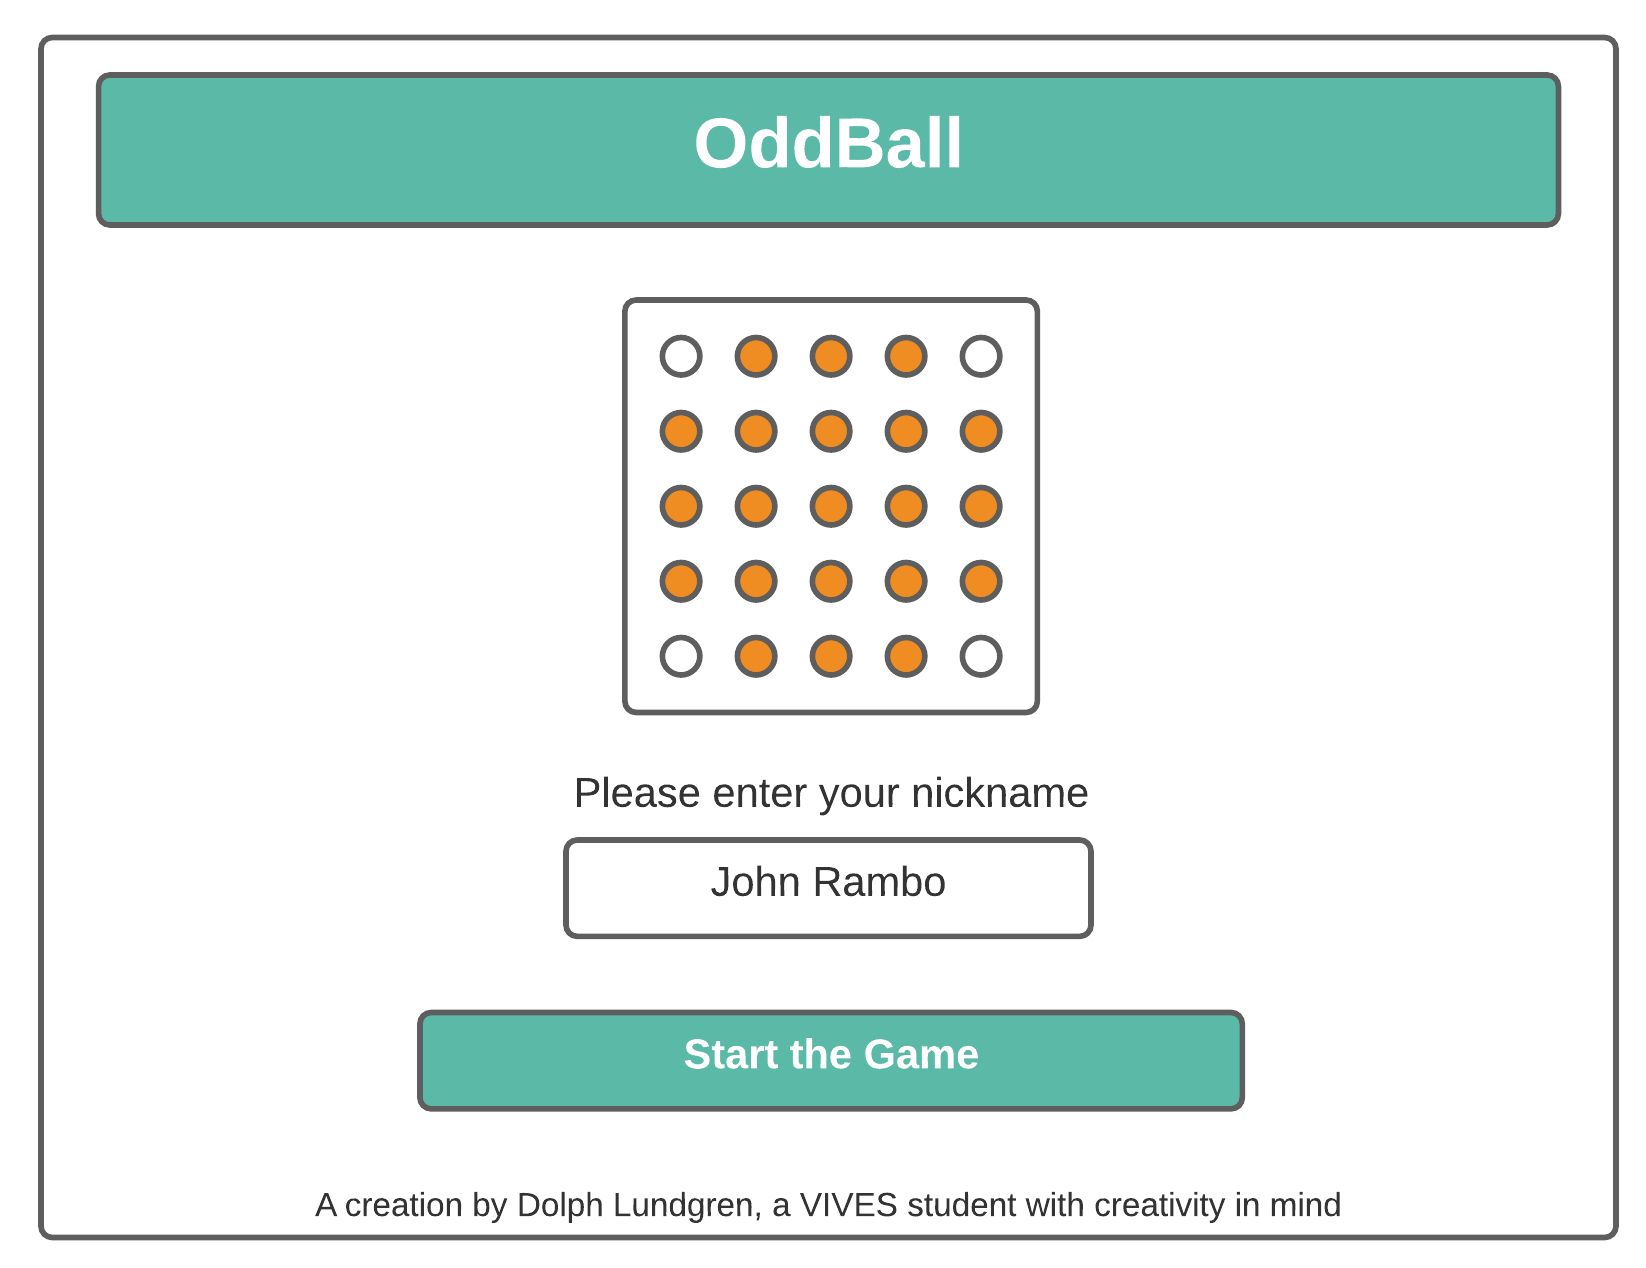 OddBall
Please enter your nickname
John Rambo
Start the Game
A creation by Dolph Lundgren, a VIVES student with creativity in mind